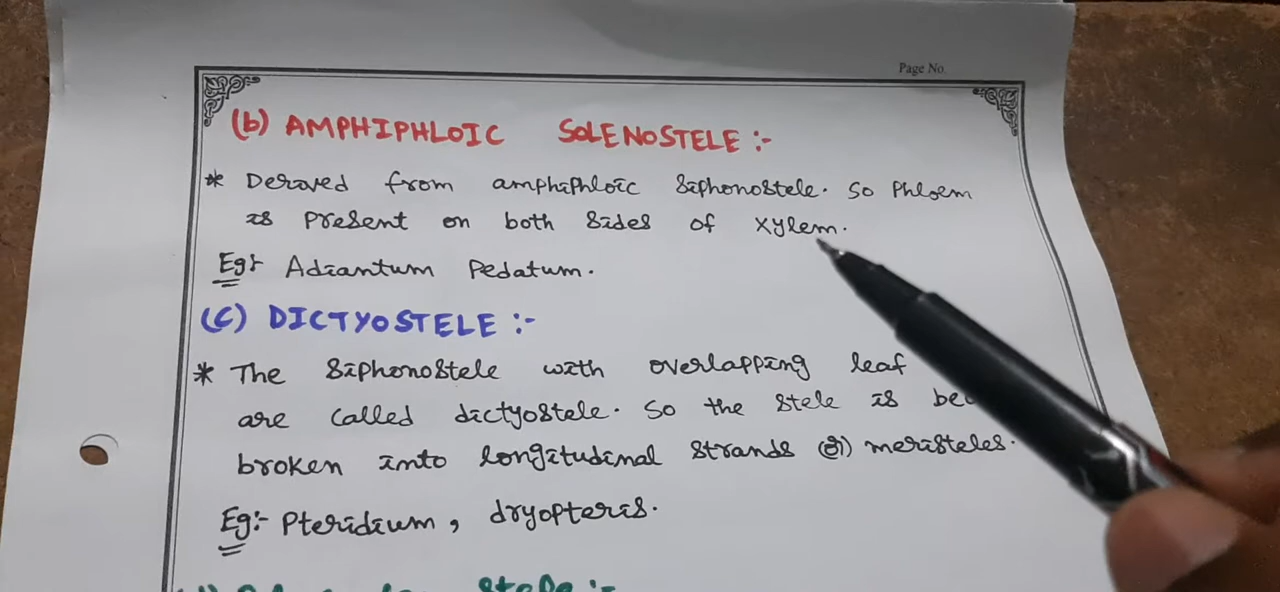 Page No.
(b) AMPHIPHLOIC SOLENOSTELE :-
* Derived from amphiphloic Siphonostele. So Phloem
is Present on both Sides of Xylem.
Eg:- Adiantum Pedatum.
(C) DICTYOSTELE :-
* The Siphonostele with overlapping leaf
are called dictyostele. So the stele is
broken into longitudinal strands (or) meristeles.
Eg:- Pteridium, dryopteris.